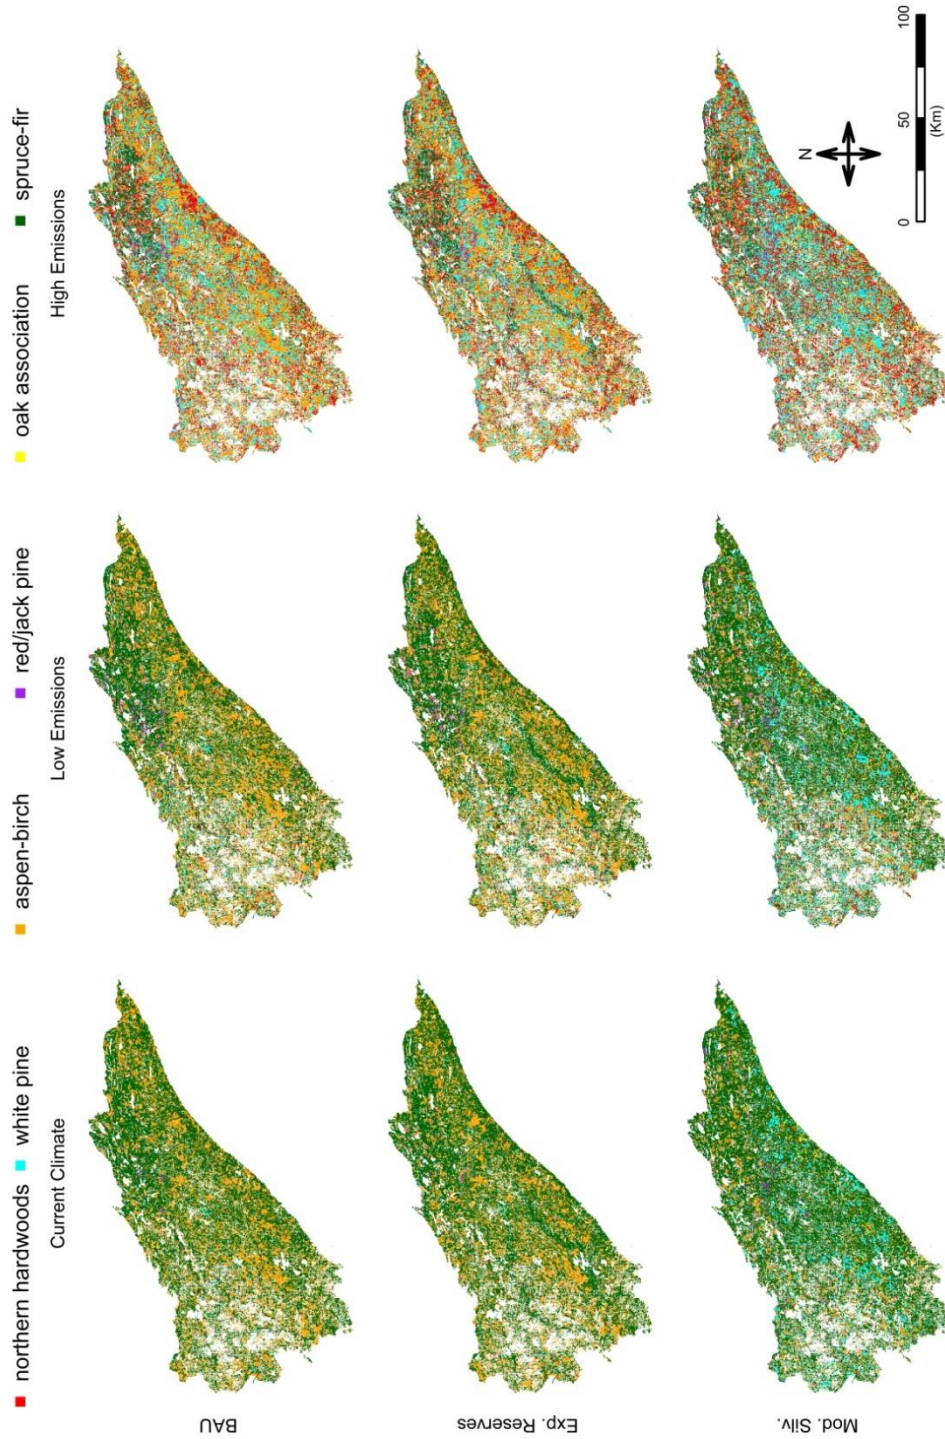 northern hardwoods
white pine
aspen-birch
red/jack pine
oak association
spruce-fir
Current Climate
Low Emissions
High Emissions
BAU
Exp. Reserves
Mod. Silv.
N
0
50
100
(Km)